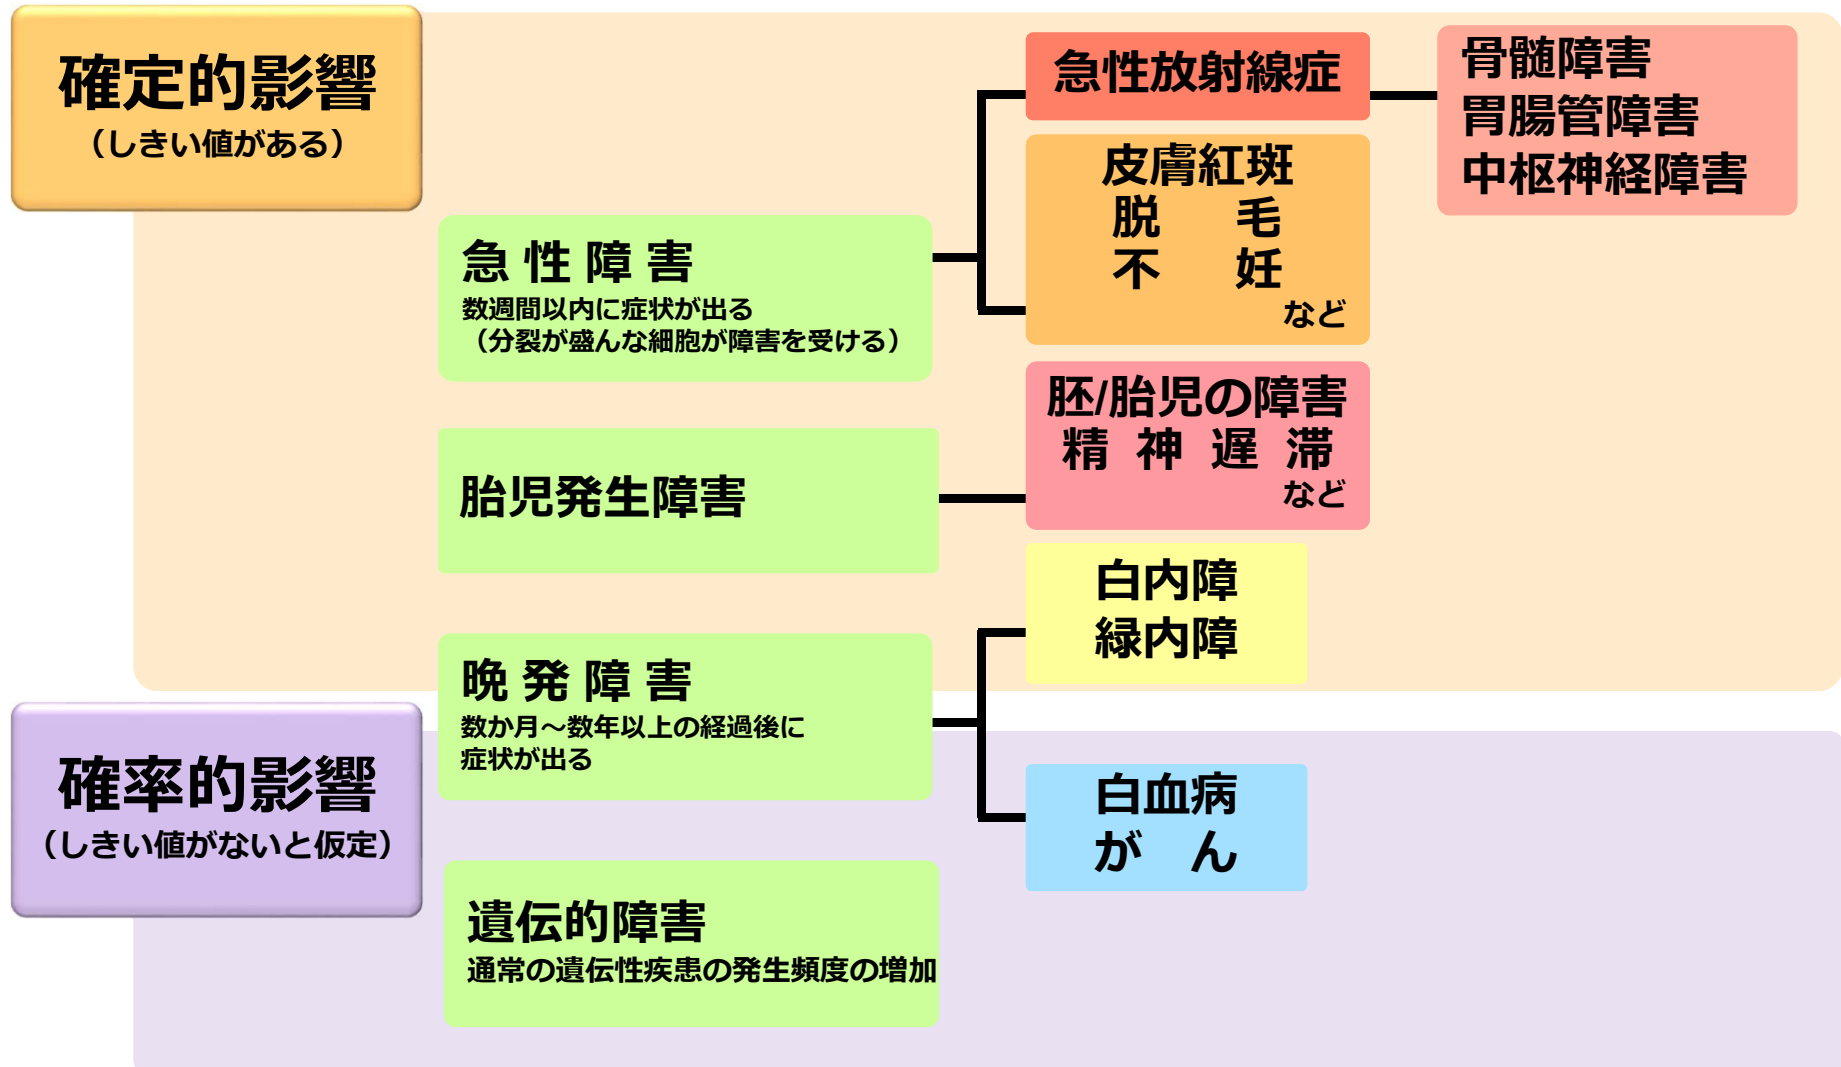 確定的影響
（しきい値がある）
急性障害
数週間以内に症状が出る
（分裂が盛んな細胞が障害を受ける）
急性放射線症
骨髄障害
胃腸管障害
中枢神経障害
皮膚紅斑
脱毛
不妊
など
胎児発生障害
胚/胎児の障害
精神遅滞
など
晩発障害
数か月～数年以上の経過後に
症状が出る
白内障
緑内障
確率的影響
（しきい値がないと仮定）
白血病
がん
遺伝的障害
通常の遺伝性疾患の発生頻度の増加